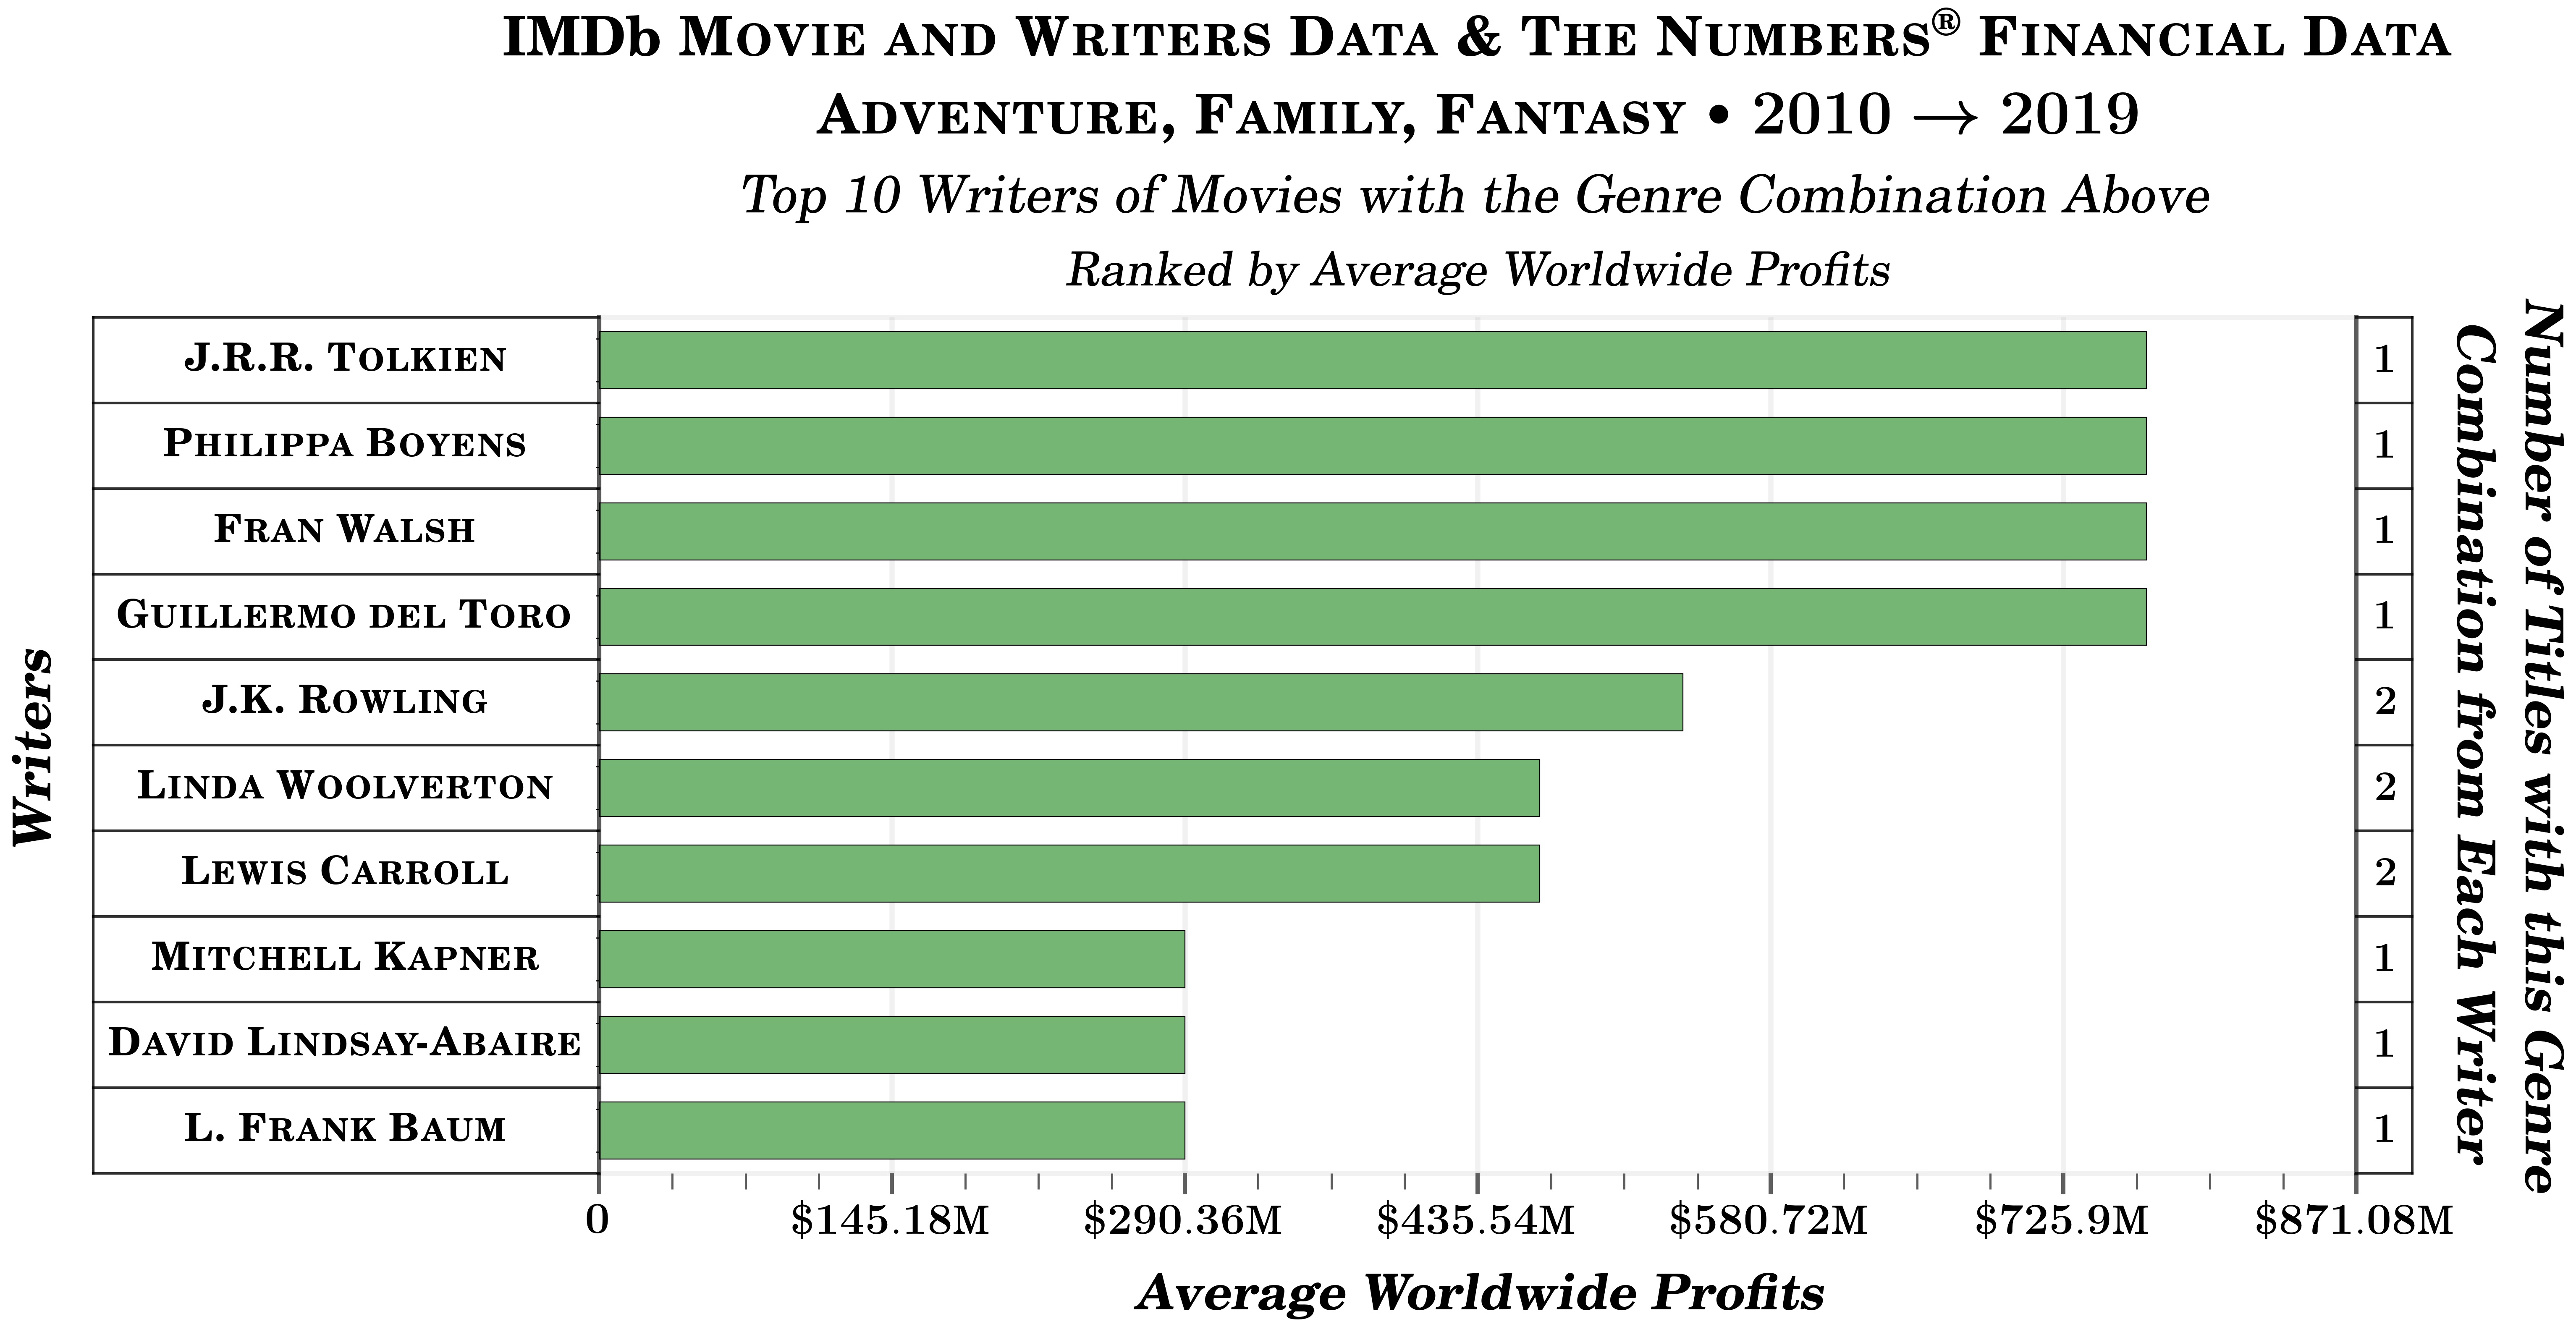 IMDb Movie and Writers Data & The Numbers® Financial Data
Adventure, Family, Fantasy • 2010 → 2019
Top 10 Writers of Movies with the Genre Combination Above
Ranked by Average Worldwide Profits
Writers
J.R.R. Tolkien 1
Philippa Boyens 1
Fran Walsh 1
Guillermo del Toro 1
J.K. Rowling 2
Linda Woolverton 2
Lewis Carroll 2
Mitchell Kapner 1
David Lindsay-Abaire 1
L. Frank Baum 1
Number of Titles with this Genre
Combination from Each Writer
0 $145.18M $290.36M $435.54M $580.72M $725.9M $871.08M
Average Worldwide Profits